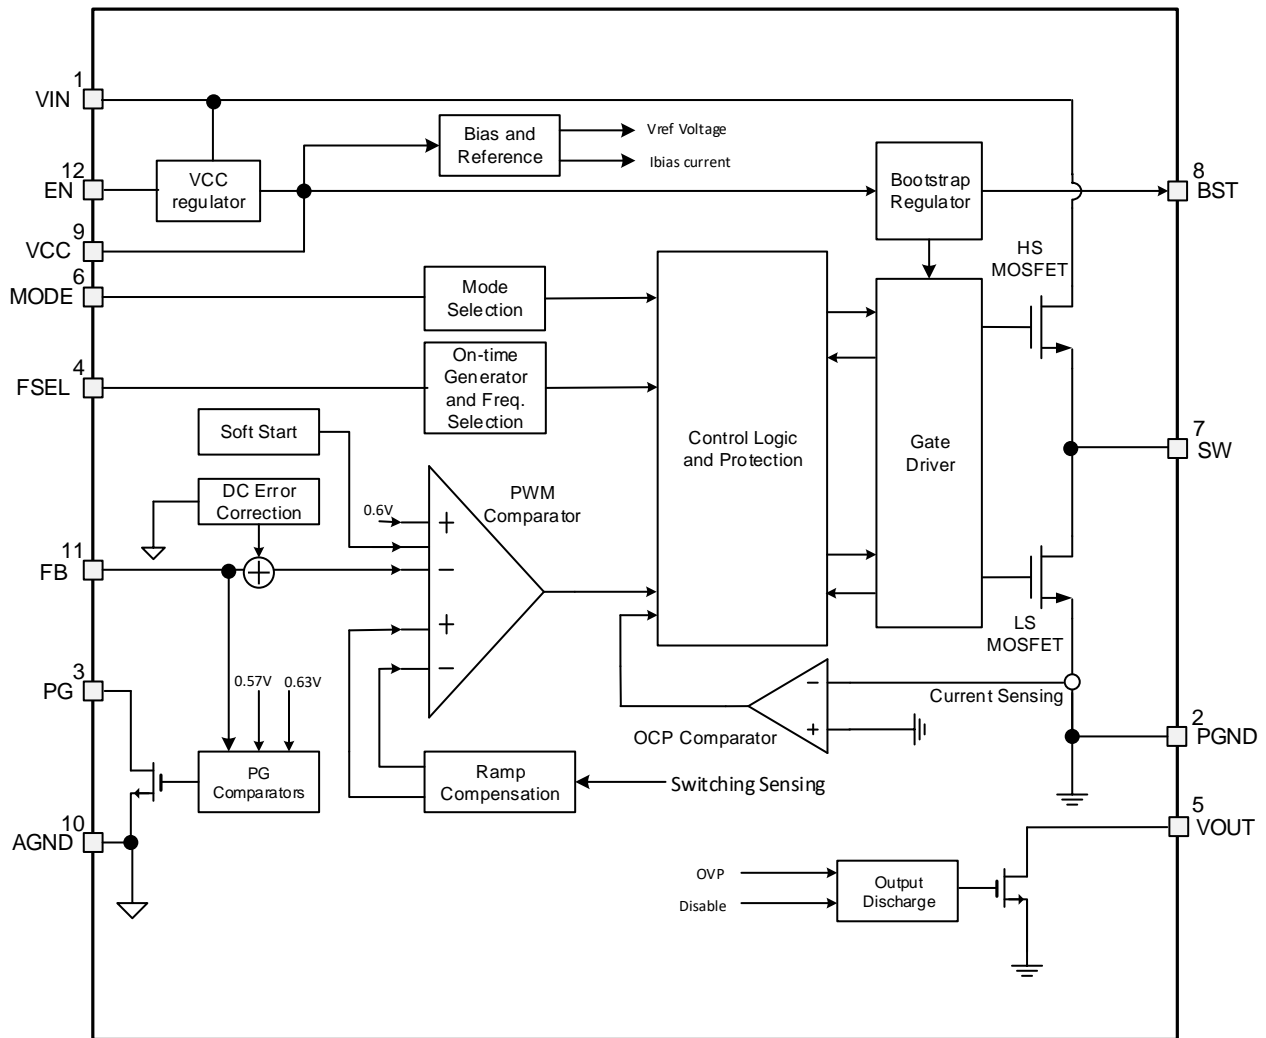 1
VIN
Bias and
Reference
Vref Voltage
Ibias current
12
EN
VCC
regulator
Bootstrap
Regulator
8
BST
9
VCC
HS
MOSFET
6
MODE
Mode
Selection
4
FSEL
On-time
Generator
and Freq.
Selection
Soft Start
Control Logic
and Protection
Gate
Driver
7
SW
DC Error
Correction
0.6V
PWM
Comparator
+
−
11
FB
+
+
−
LS
MOSFET
3
PG
0.57V
0.63V
−
Current Sensing
+
OCP Comparator
2
PGND
PG
Comparators
Ramp
Compensation
Switching Sensing
10
AGND
5
VOUT
OVP
Disable
Output
Discharge